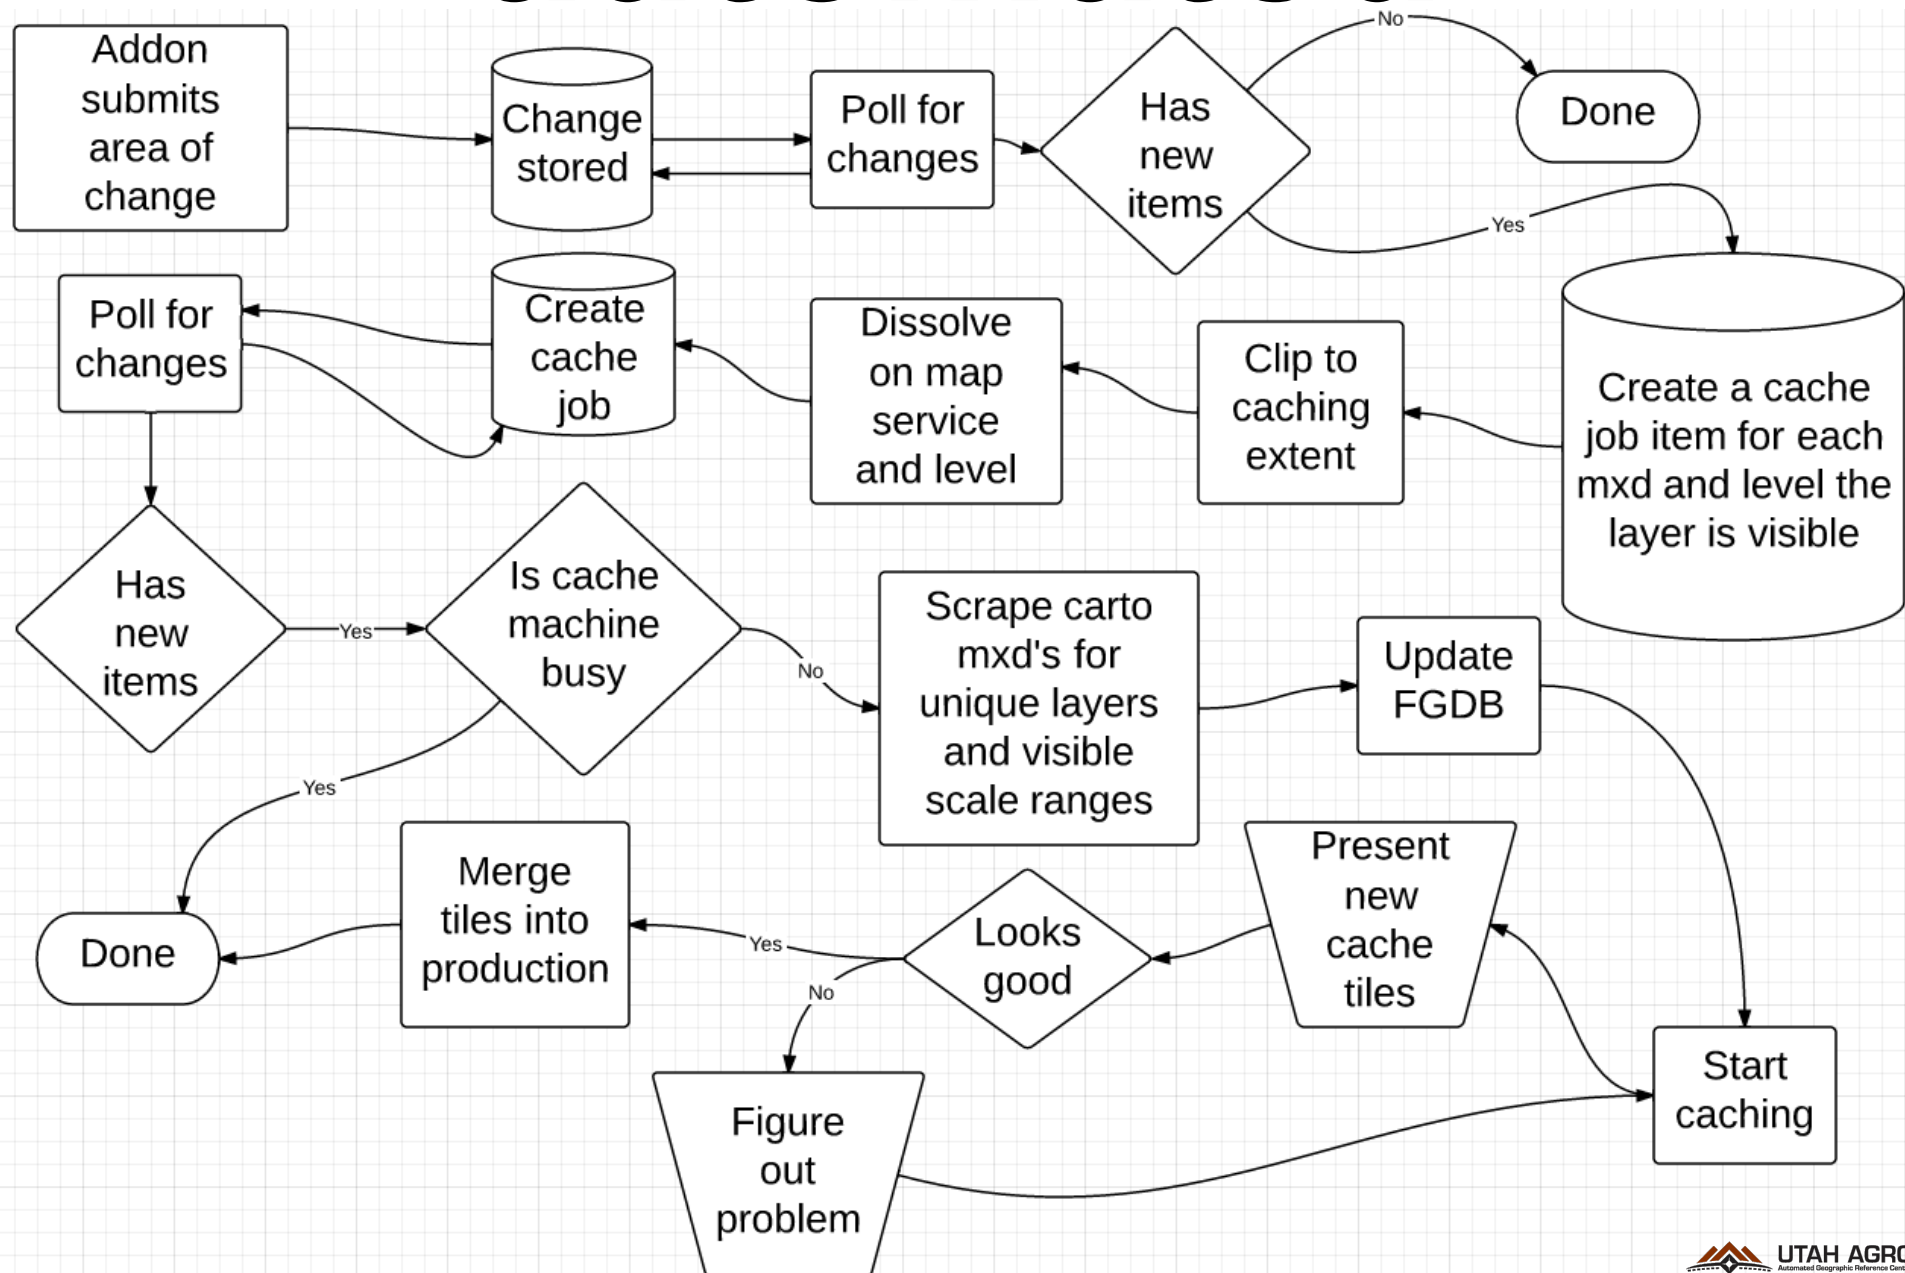 Addon
submits
area of
change
Change
stored
Poll for
changes
Has
new
items
No
Done
Yes
Create a cache
job item for each
mxd and level the
layer is visible
Clip to
caching
extent
Dissolve
on map
service
and level
Create
cache
job
Poll for
changes
Has
new
items
Yes
Is cache
machine
busy
No
Yes
Scrape carto
mxd's for
unique layers
and visible
scale ranges
Update
FGDB
Start
caching
Present
new
cache
tiles
Looks
good
Yes
No
Merge
tiles into
production
Done
Figure
out
problem
UTAH AGRC
Automated Geographic Reference Cent